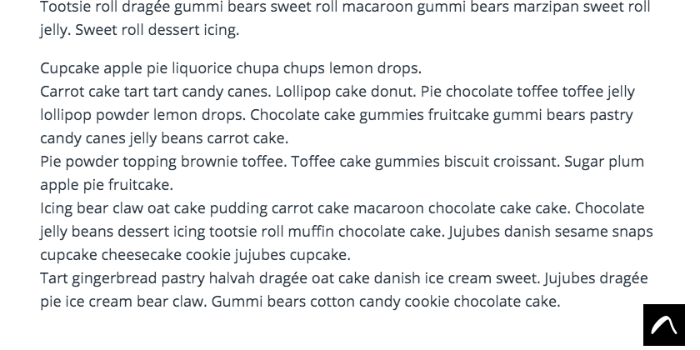 Tootsie roll dragée gummi bears sweet roll macaroon gummi bears marzipan sweet roll
jelly. Sweet roll dessert icing.
Cupcake apple pie liquorice chupa chups lemon drops.
Carrot cake tart tart candy canes. Lollipop cake donut. Pie chocolate toffee toffee jelly
lollipop powder lemon drops. Chocolate cake gummies fruitcake gummi bears pastry
candy canes jelly beans carrot cake.
Pie powder topping brownie toffee. Toffee cake gummies biscuit croissant. Sugar plum
apple pie fruitcake.
Icing bear claw oat cake pudding carrot cake macaroon chocolate cake cake. Chocolate
jelly beans dessert icing tootsie roll muffin chocolate cake. Jujubes danish sesame snaps
cupcake cheesecake cookie jujubes cupcake.
Tart gingerbread pastry halvah dragée oat cake danish ice cream sweet. Jujubes dragée
pie ice cream bear claw. Gummi bears cotton candy cookie chocolate cake.